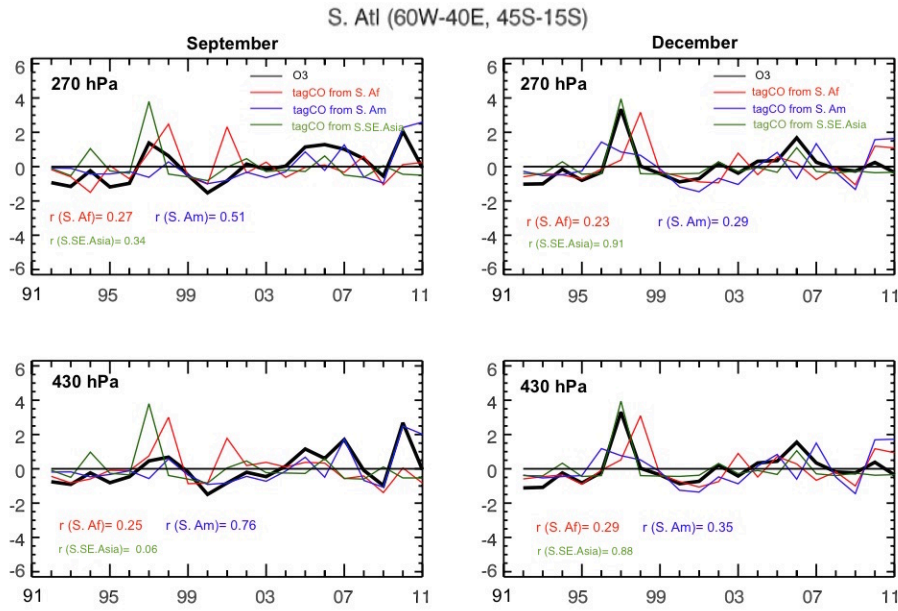 S. Atl (60W-40E, 45S-15S)
September
December
270 hPa
O3
tagCO from S. Af
tagCO from S. Am
tagCO from S.SE.Asia
6
4
2
0
-2
-4
-6
r (S. Af)= 0.27 r (S. Am)= 0.51
r (S.SE.Asia)= 0.34
91 95 99 03 07 11
270 hPa
O3
tagCO from S. Af
tagCO from S. Am
tagCO from S.SE.Asia
6
4
2
0
-2
-4
-6
r (S. Af)= 0.23 r (S. Am)= 0.29
r (S.SE.Asia)= 0.91
91 95 99 03 07 11
430 hPa
6
4
2
0
-2
-4
-6
r (S. Af)= 0.25 r (S. Am)= 0.76
r (S.SE.Asia)= 0.06
91 95 99 03 07 11
430 hPa
6
4
2
0
-2
-4
-6
r (S. Af)= 0.29 r (S. Am)= 0.35
r (S.SE.Asia)= 0.88
91 95 99 03 07 11